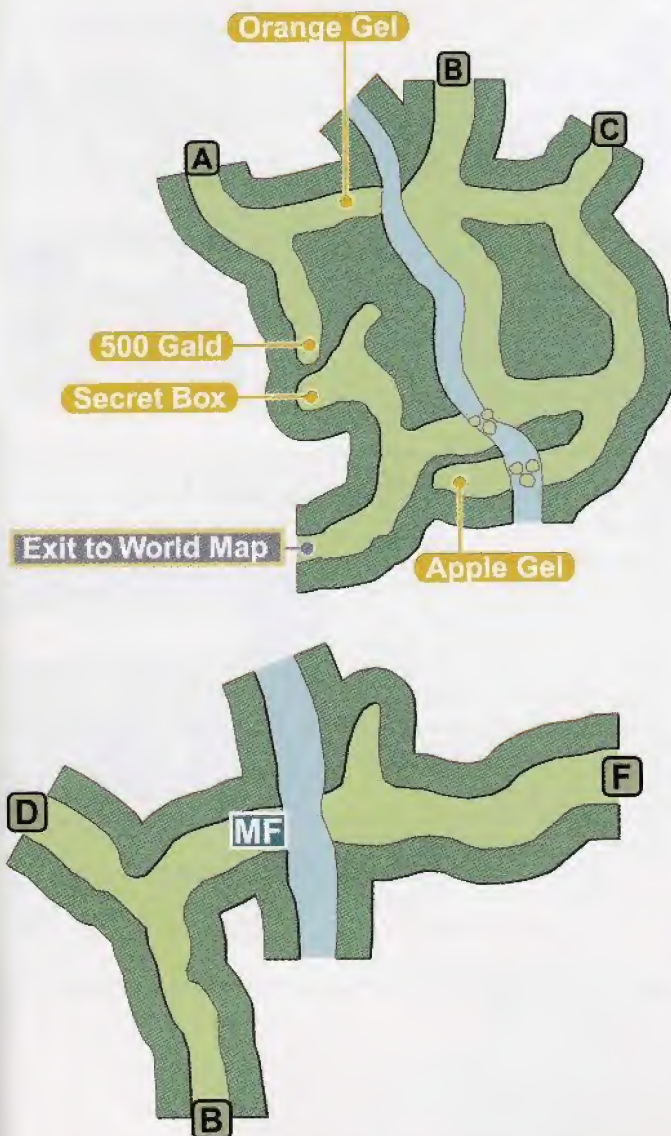 Orange Gel
B
C
A
500 Gald
Secret Box
Exit to World Map
Apple Gel
D
MF
F
B